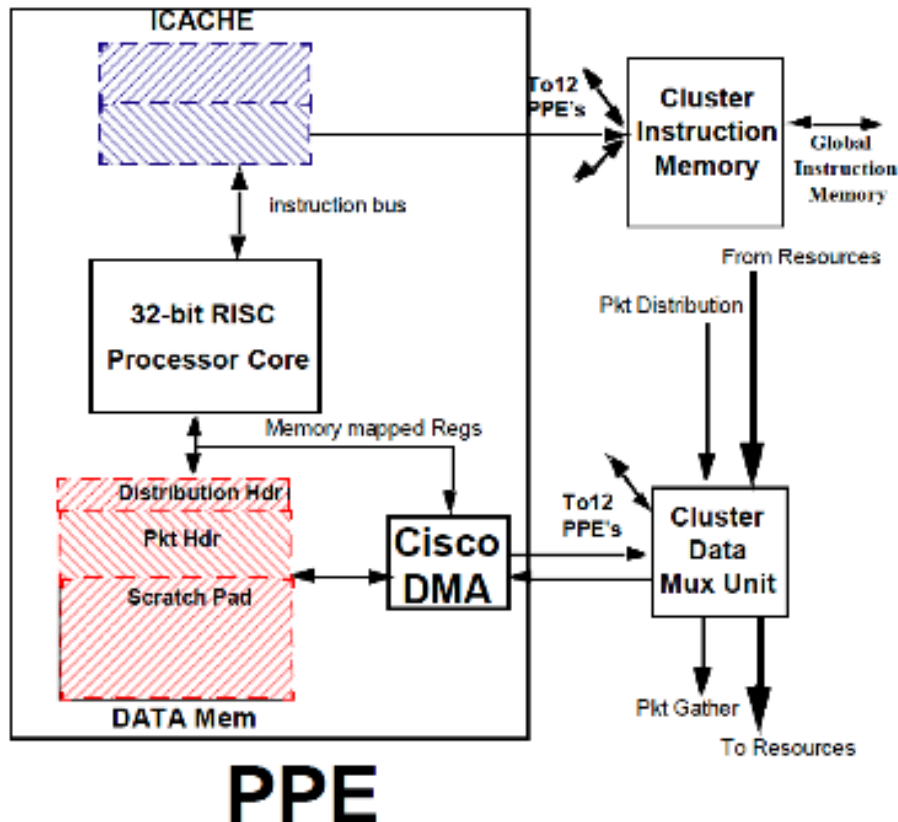 ICACHE
To12
PPE's
Cluster
Instruction
Memory
Global
Instruction
Memory
instruction bus
From Resources
32-bit RISC
Processor Core
Pkt Distribution
Memory mapped Regs
Distribution Hdr
Pkt Hdr
Scratch Pad
Cisco
DMA
To12
PPE's
Cluster
Data
Mux Unit
DATA Mem
Pkt Gather
To Resources
PPE